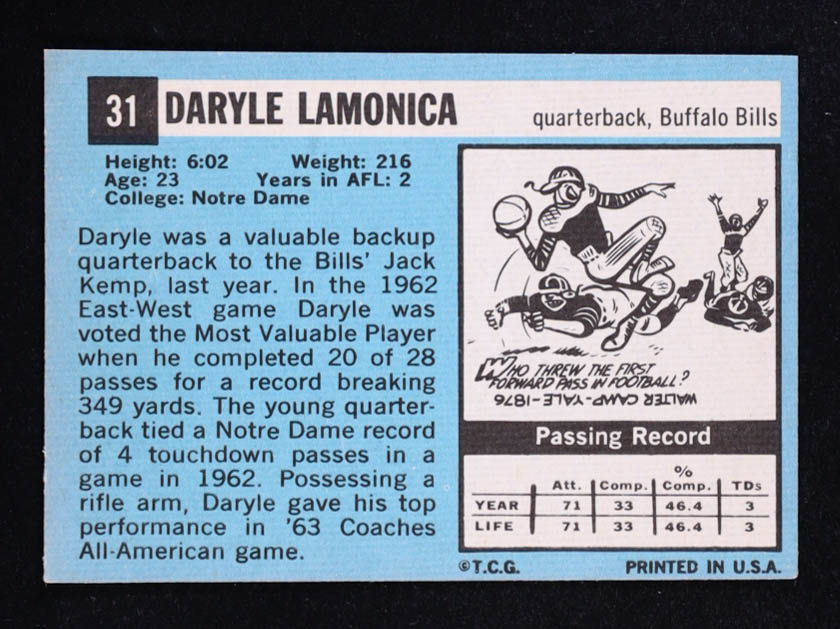 31 DARYLE LAMONICA quarterback, Buffalo Bills
Height: 6:02 Weight: 216
Age: 23 Years in AFL: 2
College: Notre Dame
Daryle was a valuable backup
quarterback to the Bills' Jack
Kemp, last year. In the 1962
East-West game Daryle was
voted the Most Valuable Player
when he completed 20 of 28
passes for a record breaking
349 yards. The young quarter-
back tied a Notre Dame record
of 4 touchdown passes in a
game in 1962. Possessing a
rifle arm, Daryle gave his top
performance in '63 Coaches
All-American game.
WHO THREW THE FIRST
FORWARD PASS IN FOOTBALL?
WALTER CAMP-YALE-1876
Passing Record
Att. Comp. % Comp. TDs
YEAR 71 33 46.4 3
LIFE 71 33 46.4 3
©T.C.G. PRINTED IN U.S.A.